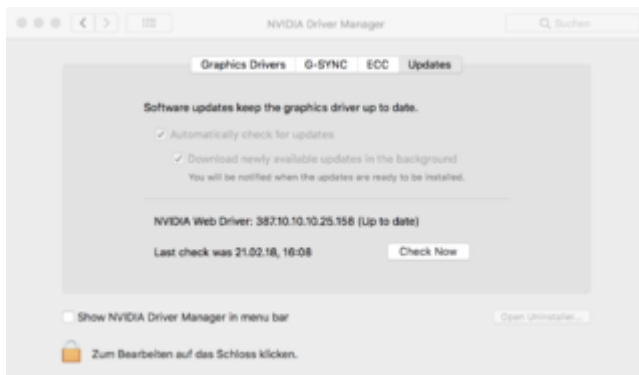 NVIDIA Driver Manager
Suchen
Graphics Drivers G-SYNC ECC Updates
Software updates keep the graphics driver up to date.
Automatically check for updates
Download newly available updates in the background
You will be notified when the updates are ready to be installed.
NVIDIA Web Driver: 387.10.10.10.25.156 (Up to date)
Last check was 21.02.18, 16:08
Check Now
Show NVIDIA Driver Manager in menu bar
Open Uninstaller...
Zum Bearbeiten auf das Schloss klicken.